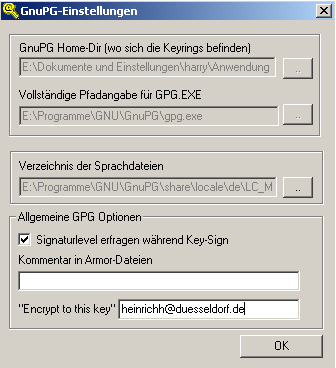 GnuPG-Einstellungen
GnuPG Home-Dir (wo sich die Keyrings befinden)
E:\Dokumente und Einstellungen\harry\Anwendung
..
Vollständige Pfadangabe für GPG.EXE
E:\Programme\GNU\GnuPG\gpg.exe
..
Verzeichnis der Sprachdateien
E:\Programme\GNU\GnuPG\share\locale\de\LC_M
..
Allgemeine GPG Optionen
Signaturlevel erfragen während Key-Sign
Kommentar in Armor-Dateien
"Encrypt to this key" heinrichh@duesseldorf.de
OK